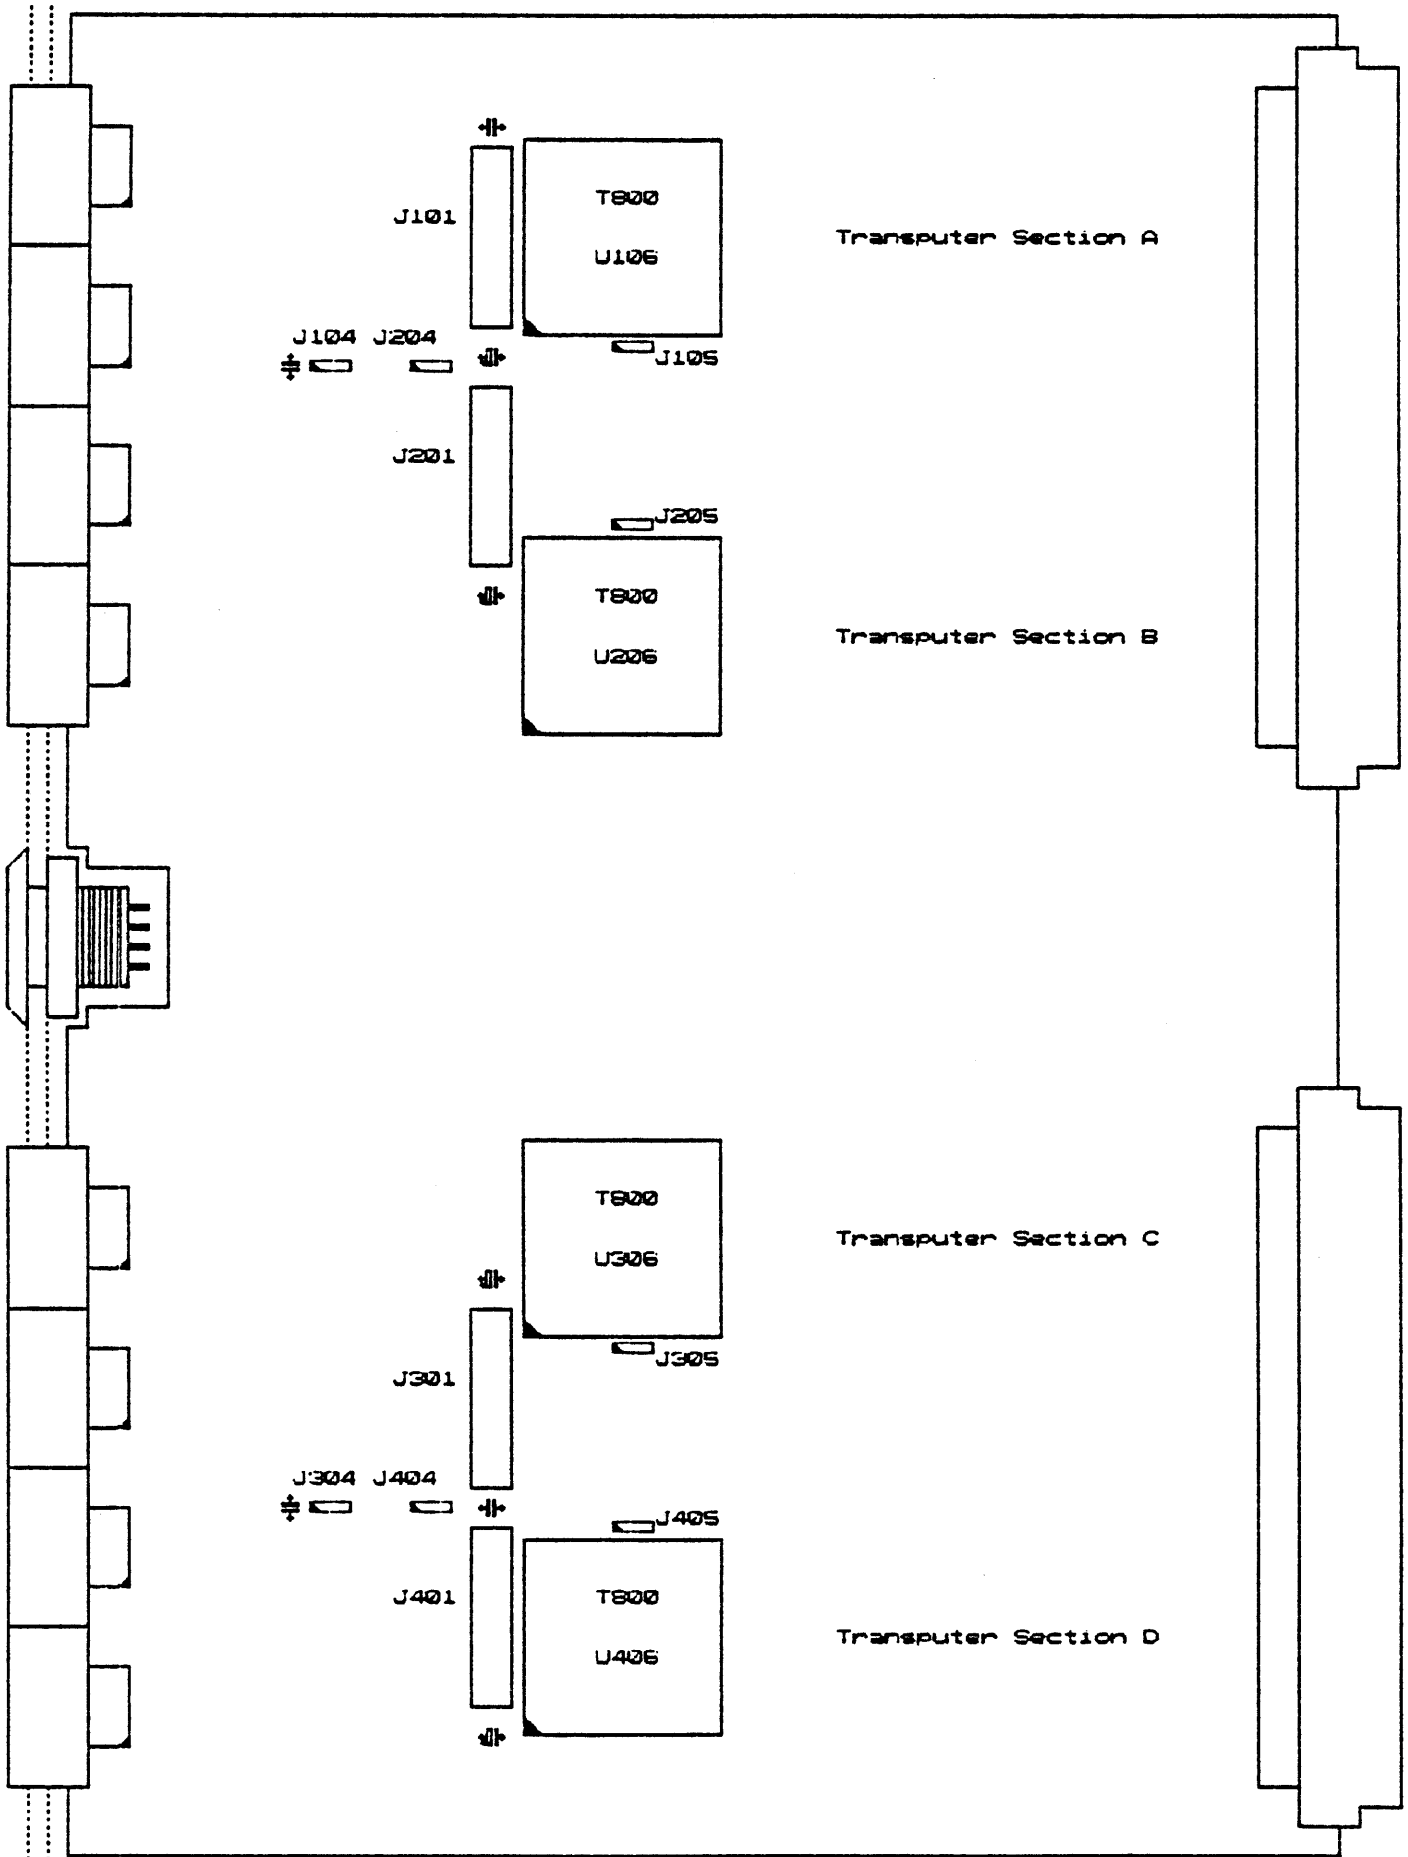 T800
J101
Transputer Section A
U106
J104 J204
J105
J201
J205
T800
Transputer Section B
U206
T800
Transputer Section C
U306
J305
J301
J304 J404
J405
J401
T800
Transputer Section D
U406